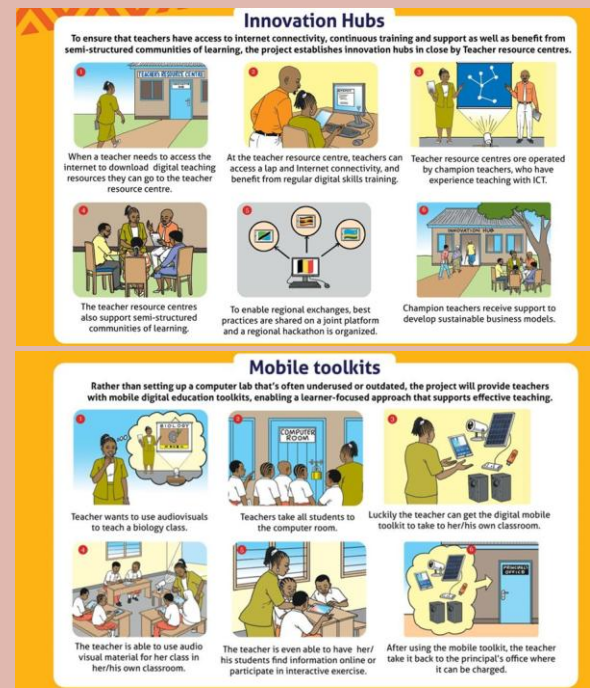 Innovation Hubs
To ensure that teachers have access to internet connectivity, continuous training and support as well as benefit from
semi-structured communities of learning, the project establishes innovation hubs in close by Teacher resource centres.
1
TEACHERS RESOURCE CENTRE
When a teacher needs to access the
internet to download digital teaching
resources they can go to the teacher
resource centre.
2
At the teacher resource centre, teachers can
access a lap and Internet connectivity, and
benefit from regular digital skills training.
3
Teacher resource centres ore operated
by champion teachers, who have
experience teaching with ICT.
4
The teacher resource centres
also support semi-structured
communities of learning.
5
To enable regional exchanges, best
practices are shared on a joint platform
and a regional hackathon is organized.
6
INNOVATION HUB
Champion teachers receive support to
develop sustainable business models.
Mobile toolkits
Rather than setting up a computer lab that's often underused or outdated, the project will provide teachers
with mobile digital education toolkits, enabling a learner-focused approach that supports effective teaching.
1
BIOLOGY
Teacher wants to use audiovisuals
to teach a biology class.
2
COMPUTER
ROOM
Teachers take all students to
the computer room.
3
Luckily the teacher can get the digital mobile
toolkit to take to her/his own classroom.
4
The teacher is able to use audio
visual material for her class in
her/his own classroom.
5
The teacher is even able to have her/
his students find information online or
participate in interactive exercise.
6
PRINCIPAL'S
OFFICE
After using the mobile toolkit, the teacher
take it back to the principal's office where
it can be charged.